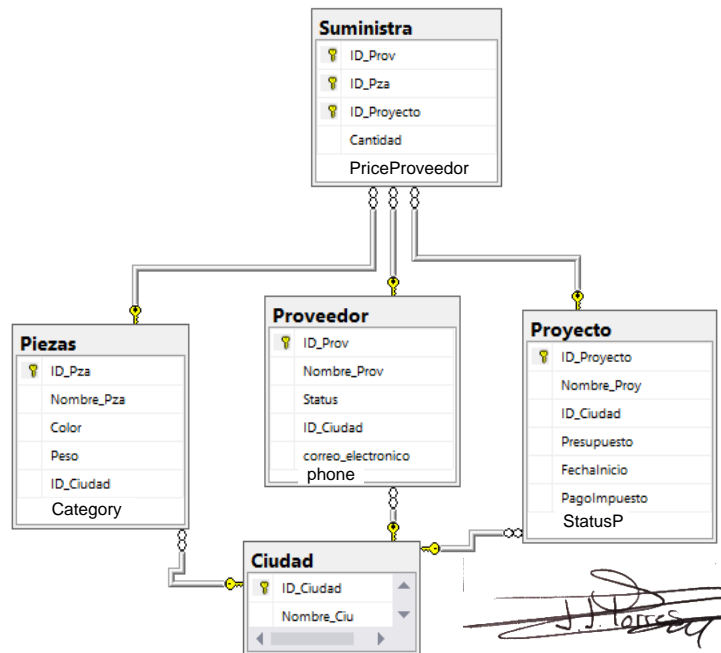 Suministra
ID_Prov
ID_Pza
ID_Proyecto
Cantidad
PriceProveedor
Piezas
ID_Pza
Nombre_Pza
Color
Peso
ID_Ciudad
Category
Proveedor
ID_Prov
Nombre_Prov
Status
ID_Ciudad
correo_electronico
phone
Proyecto
ID_Proyecto
Nombre_Proy
ID_Ciudad
Presupuesto
FechaInicio
PagoImpuesto
StatusP
Ciudad
ID_Ciudad
Nombre_Ciu
J.J. Torres